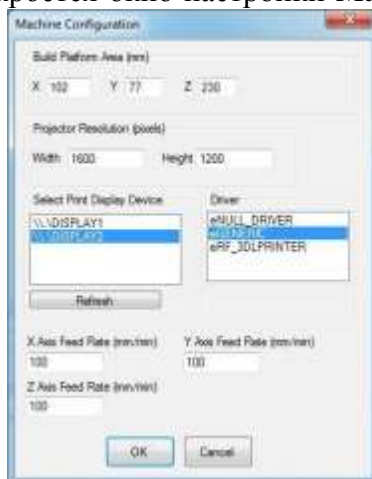 окно настройки
Machine Configuration
Build Platform Area (mm)
X 102 Y 77 Z 230
Projector Resolution (pixels)
Width 1600 Height 1200
Select Print Display Device Driver
\\.\DISPLAY1 eNULL_DRIVER
\\.\DISPLAY2 eGENERIC
eRF_3DLPRINTER
Refresh
X Axis Feed Rate (mm/min) Y Axis Feed Rate (mm/min)
100 100
Z Axis Feed Rate (mm/min)
100
OK Cancel